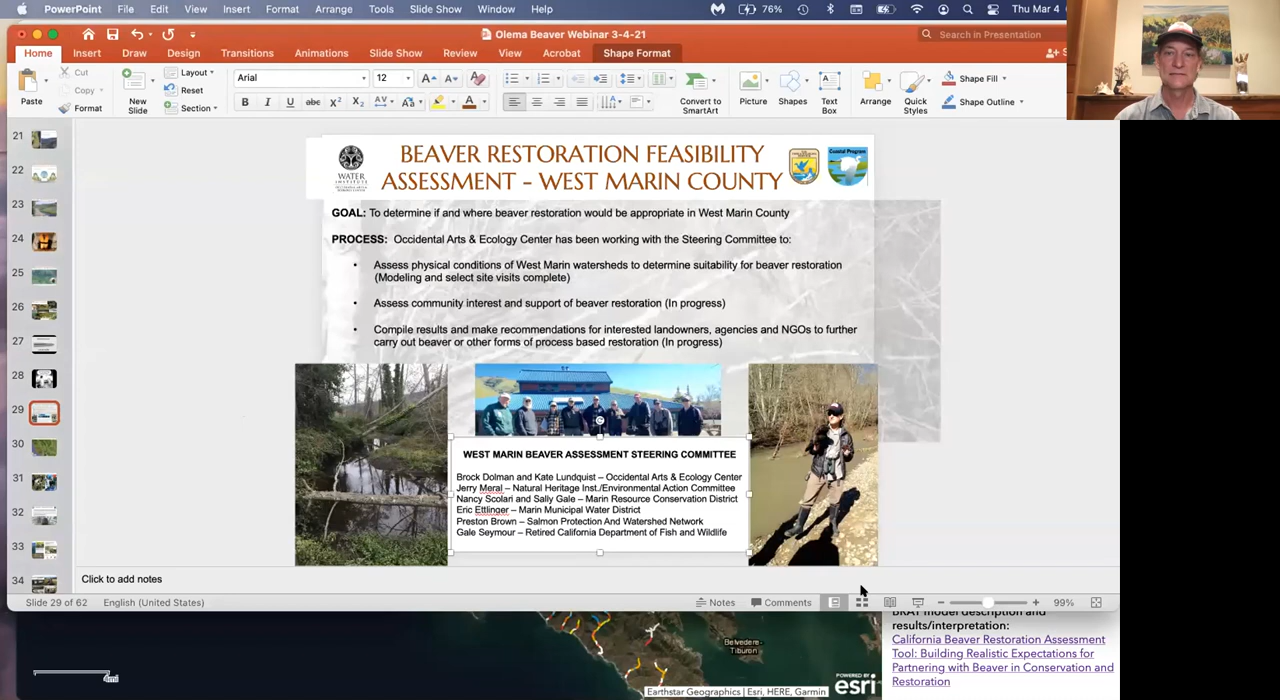 PowerPoint File Edit View Insert Format Arrange Tools Slide Show Window Help 76% Thu Mar 4
Olema Beaver Webinar 3-4-21
Search in Presentation
Home Insert Draw Design Transitions Animations Slide Show Review View Acrobat Shape Format
Paste
Cut
Copy
Format
New Slide
Layout
Reset
Section
Arial
12
Convert to SmartArt
Picture
Shapes
Text Box
Arrange
Quick Styles
Shape Fill
Shape Outline
21
22
23
24
25
26
27
28
29
30
31
32
33
34
WATER
INSTITUTE
BEAVER RESTORATION FEASIBILITY
ASSESSMENT - WEST MARIN COUNTY
Coastal Program
GOAL: To determine if and where beaver restoration would be appropriate in West Marin County
PROCESS: Occidental Arts & Ecology Center has been working with the Steering Committee to:
• Assess physical conditions of West Marin watersheds to determine suitability for beaver restoration
(Modeling and select site visits complete)
• Assess community interest and support of beaver restoration (In progress)
• Compile results and make recommendations for interested landowners, agencies and NGOs to further
carry out beaver or other forms of process based restoration (In progress)
WEST MARIN BEAVER ASSESSMENT STEERING COMMITTEE
Brock Dolman and Kate Lundquist – Occidental Arts & Ecology Center
Jerry Meral – Natural Heritage Inst./Environmental Action Committee
Nancy Scolari and Sally Gale – Marin Resource Conservation District
Eric Ettlinger – Marin Municipal Water District
Preston Brown – Salmon Protection And Watershed Network
Gale Seymour – Retired California Department of Fish and Wildlife
Click to add notes
Slide 29 of 62 English (United States) Notes Comments 99%
BRAT model description and
results/interpretation:
California Beaver Restoration Assessment
Tool: Building Realistic Expectations for
Partnering with Beaver in Conservation and
Restoration
Belvedere-
Tiburon
4mi
POWERED BY
esri
Earthstar Geographics | Esri, HERE, Garmin